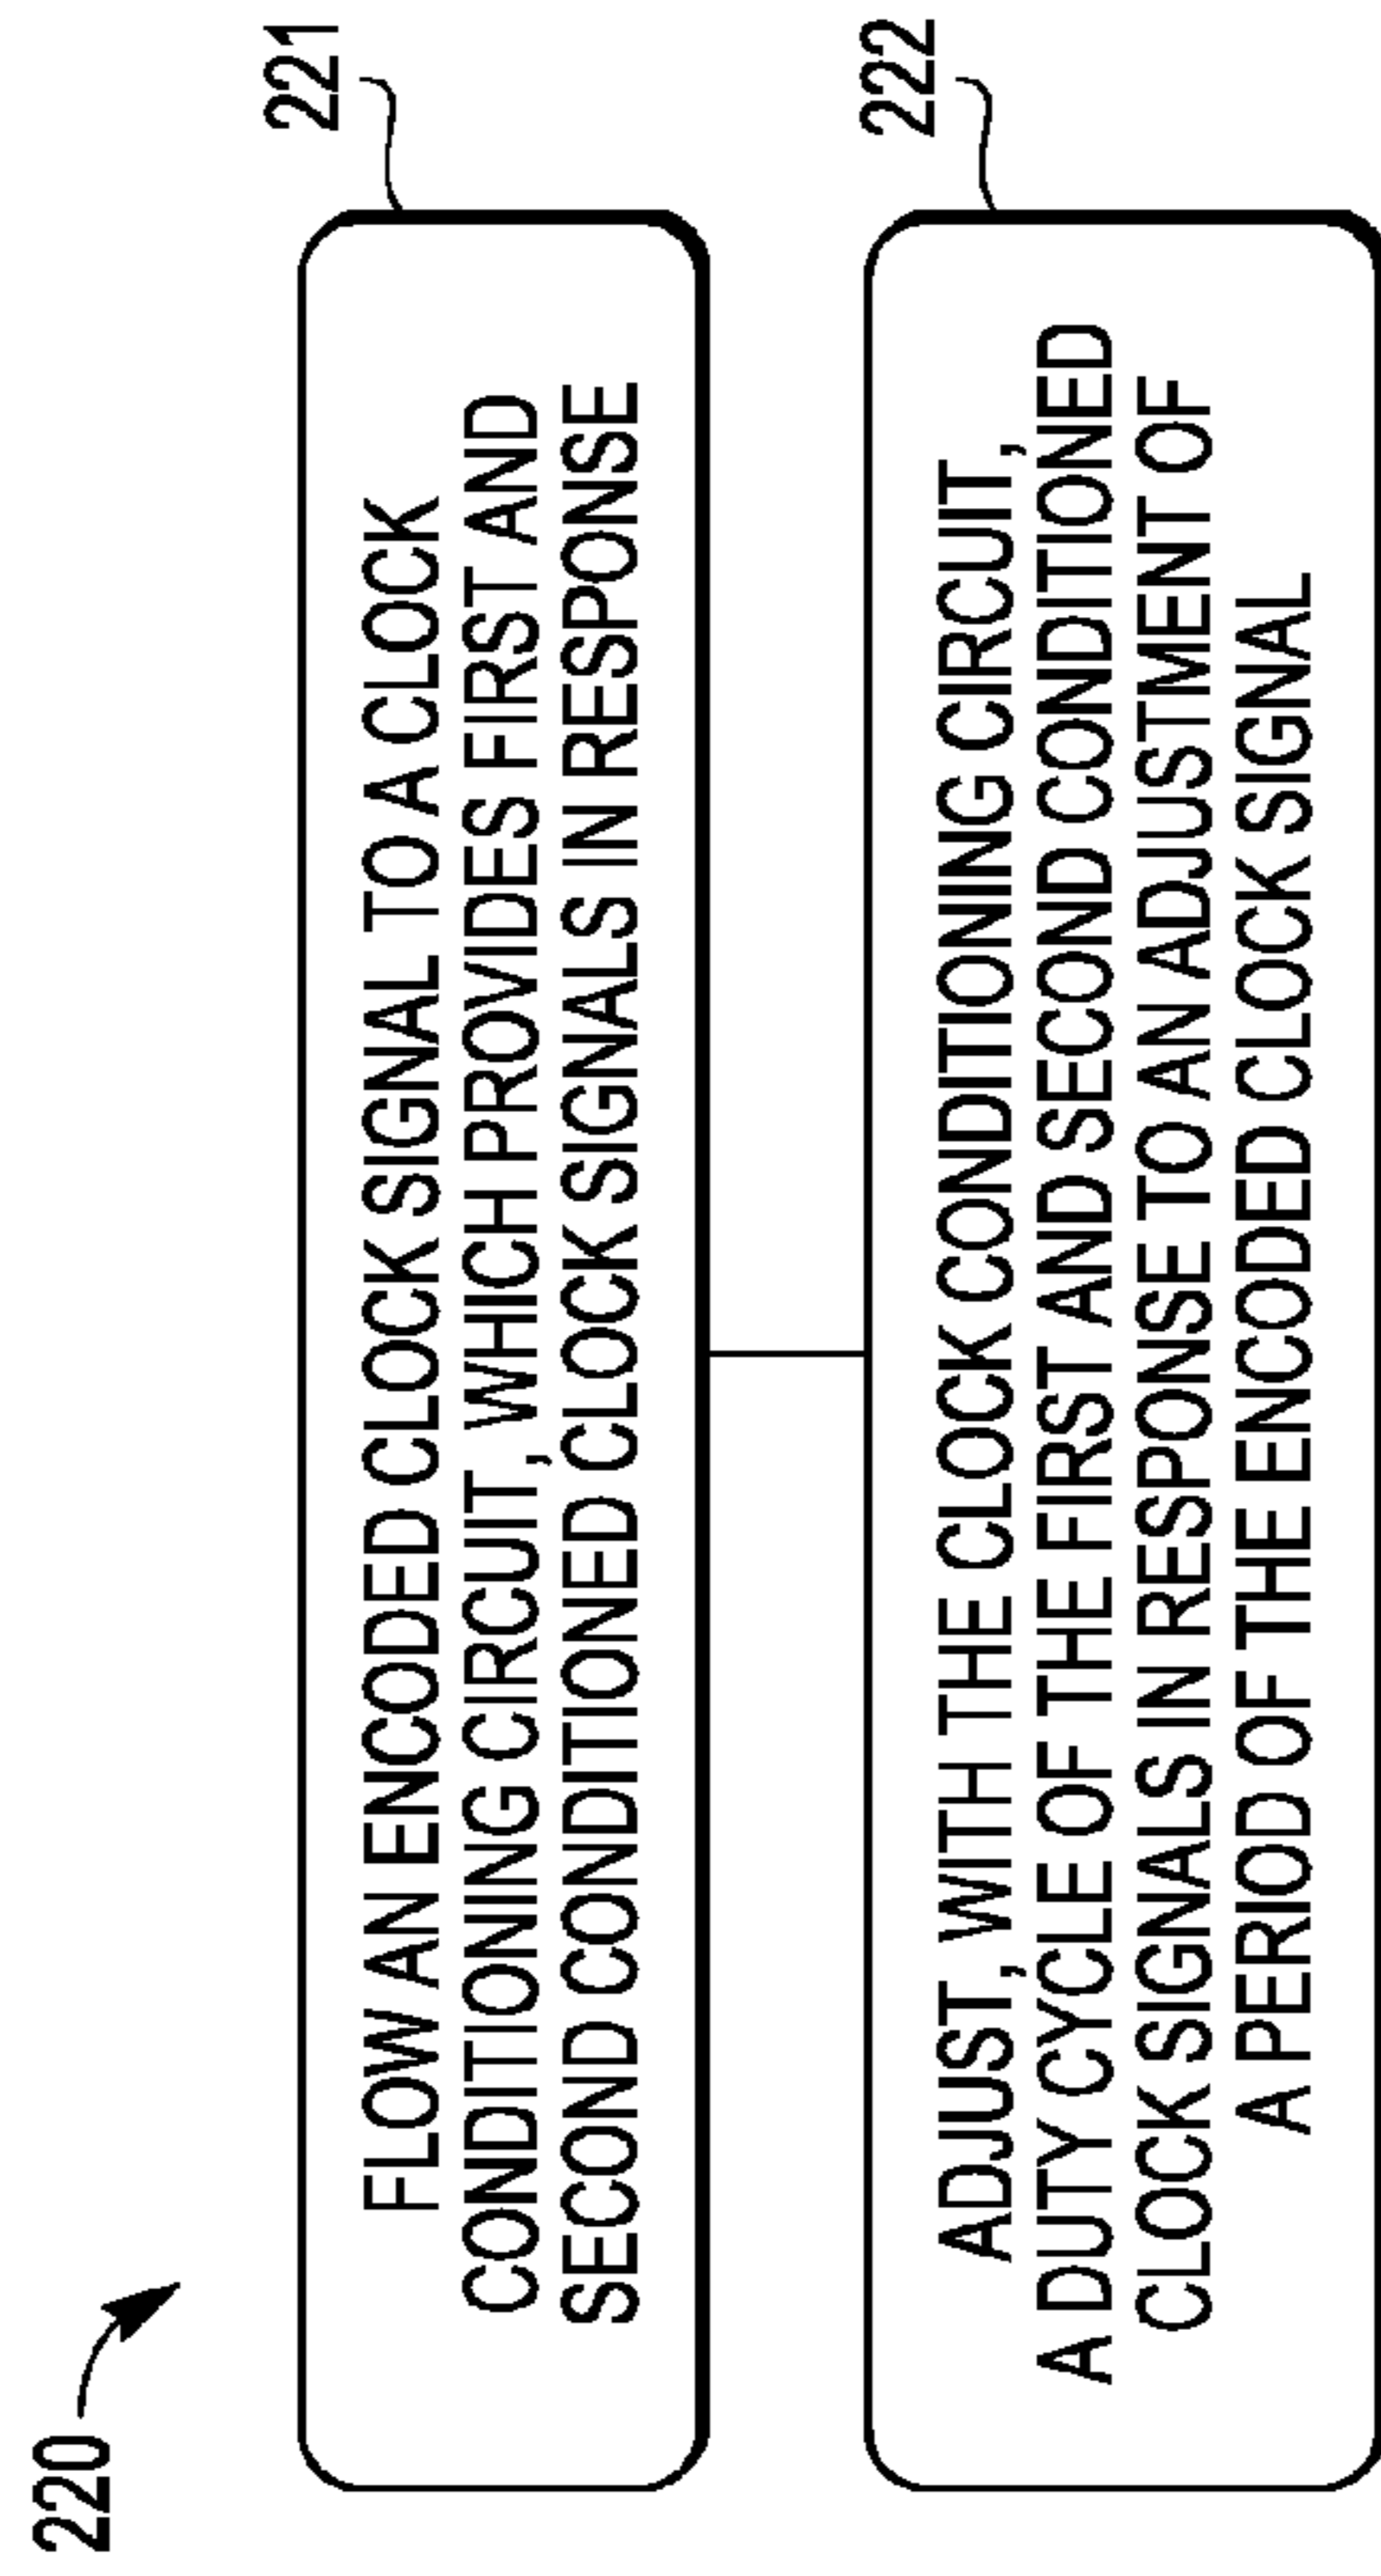 220
221
FLOW AN ENCODED CLOCK SIGNAL TO A CLOCK
CONDITIONING CIRCUIT, WHICH PROVIDES FIRST AND
SECOND CONDITIONED CLOCK SIGNALS IN RESPONSE
222
ADJUST, WITH THE CLOCK CONDITIONING CIRCUIT,
A DUTY CYCLE OF THE FIRST AND SECOND CONDITIONED
CLOCK SIGNALS IN RESPONSE TO AN ADJUSTMENT OF
A PERIOD OF THE ENCODED CLOCK SIGNAL